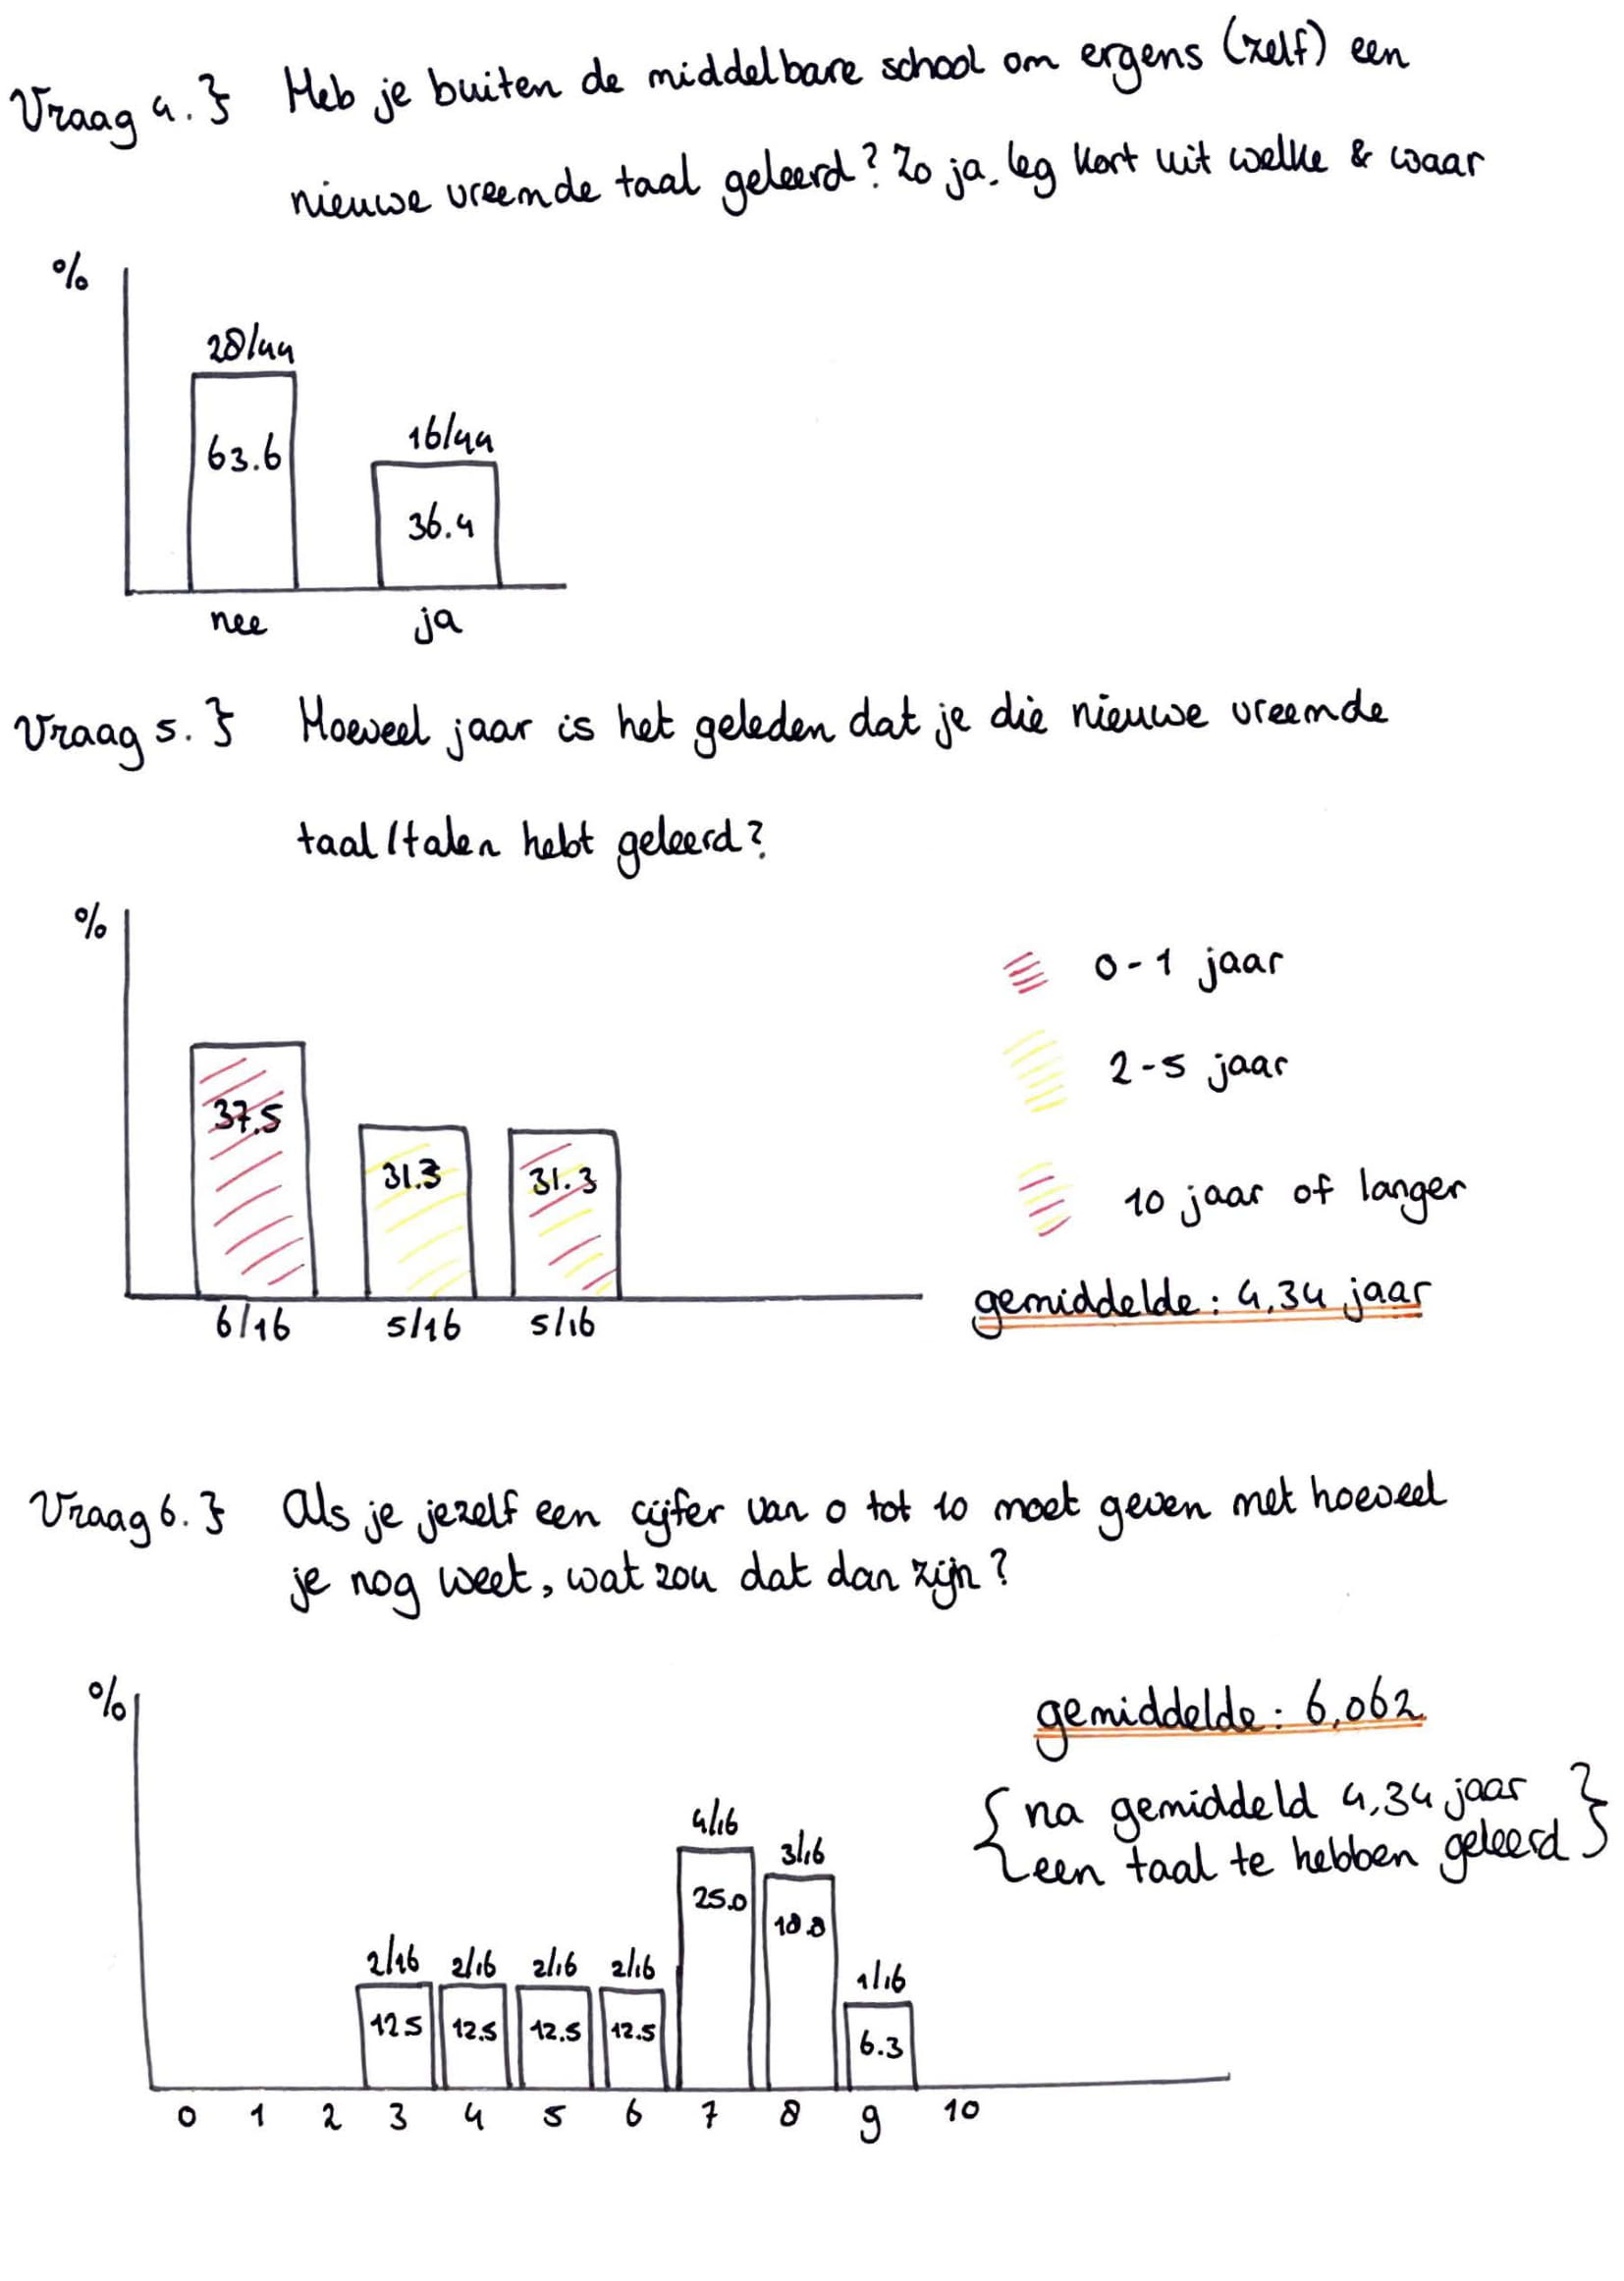 Vraag 4.} Heb je buiten de middelbare school om ergens (zelf) een
nieuwe vreemde taal geleerd? Zo ja, leg kort uit welke & waar
%
28/44
63.6
16/44
36.4
nee ja
Vraag 5.} Hoeveel jaar is het geleden dat je die nieuwe vreemde
taal/talen hebt geleerd?
%
0-1 jaar
2-5 jaar
10 jaar of langer
37.5 31.3 31.3
6/16 5/16 5/16
gemiddelde: 4,34 jaar
Vraag 6.} Als je jezelf een cijfer van 0 tot 10 moet geven met hoeveel
je nog weet, wat zou dat dan zijn?
%
gemiddelde: 6,062
{na gemiddeld 4,34 jaar
een taal te hebben geleerd}
2/16 2/16 2/16 2/16 4/16 3/16 1/16
12.5 12.5 12.5 12.5 25.0 18.8 6.3
0 1 2 3 4 5 6 7 8 9 10